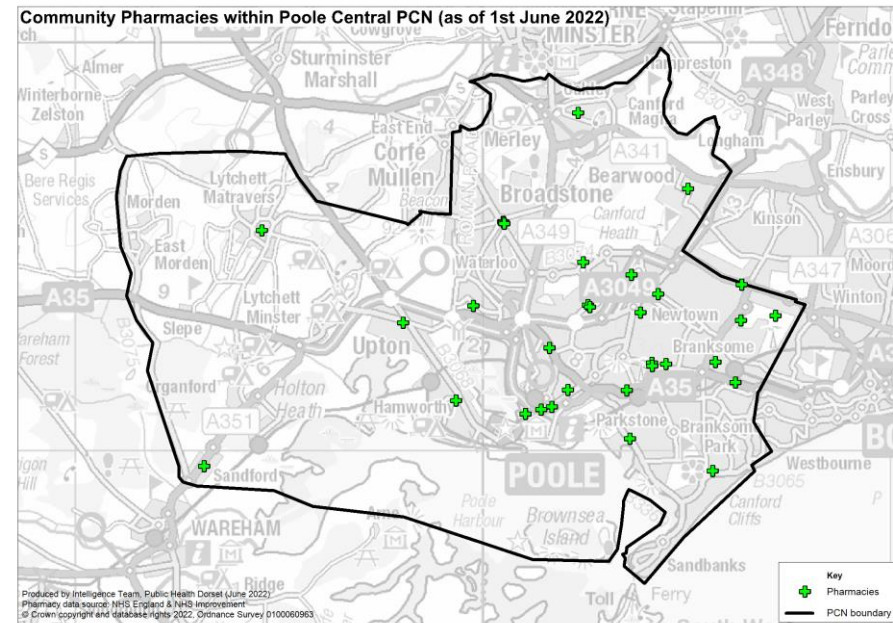 Community Pharmacies within Poole Central PCN (as of 1st June 2022)
Cowgrove
MINSTER
Ferndo
Almer
Sturminster
Marshall
Hampreston
A348
Winterborne
Zelston
East End
Corfe
Mullen
Merley
Oakley
Canford
Magna
West
Parley
Parley
Cross
Longham
A341
Bere Regis
Services
Lytchett
Matravers
Morden
Beacon
Broadstone
Bearwood
Ensbury
Canford
Heath
Kinson
East
Morden
Waterloo
A349
A347
A35
9
Lytchett
Minster
Newtown
Winton
Slepe
Upton
Branksome
Wareham
Forest
Organford
Holton
Heath
Hamworth
A35
A351
Parkstone
Branksom
Park
Sandford
POOLE
Westbourne
B3065
Canford
Cliffs
WAREHAM
Arne
Poole
Harbour
Brownsea
Island
Sandbanks
Ridge
Toll
Ferry
Key
Pharmacies
PCN boundary
Produced by Intelligence Team, Public Health Dorset (June 2022)
Pharmacy data source: NHS England & NHS Improvement
© Crown copyright and database rights 2022, Ordnance Survey 0100060963